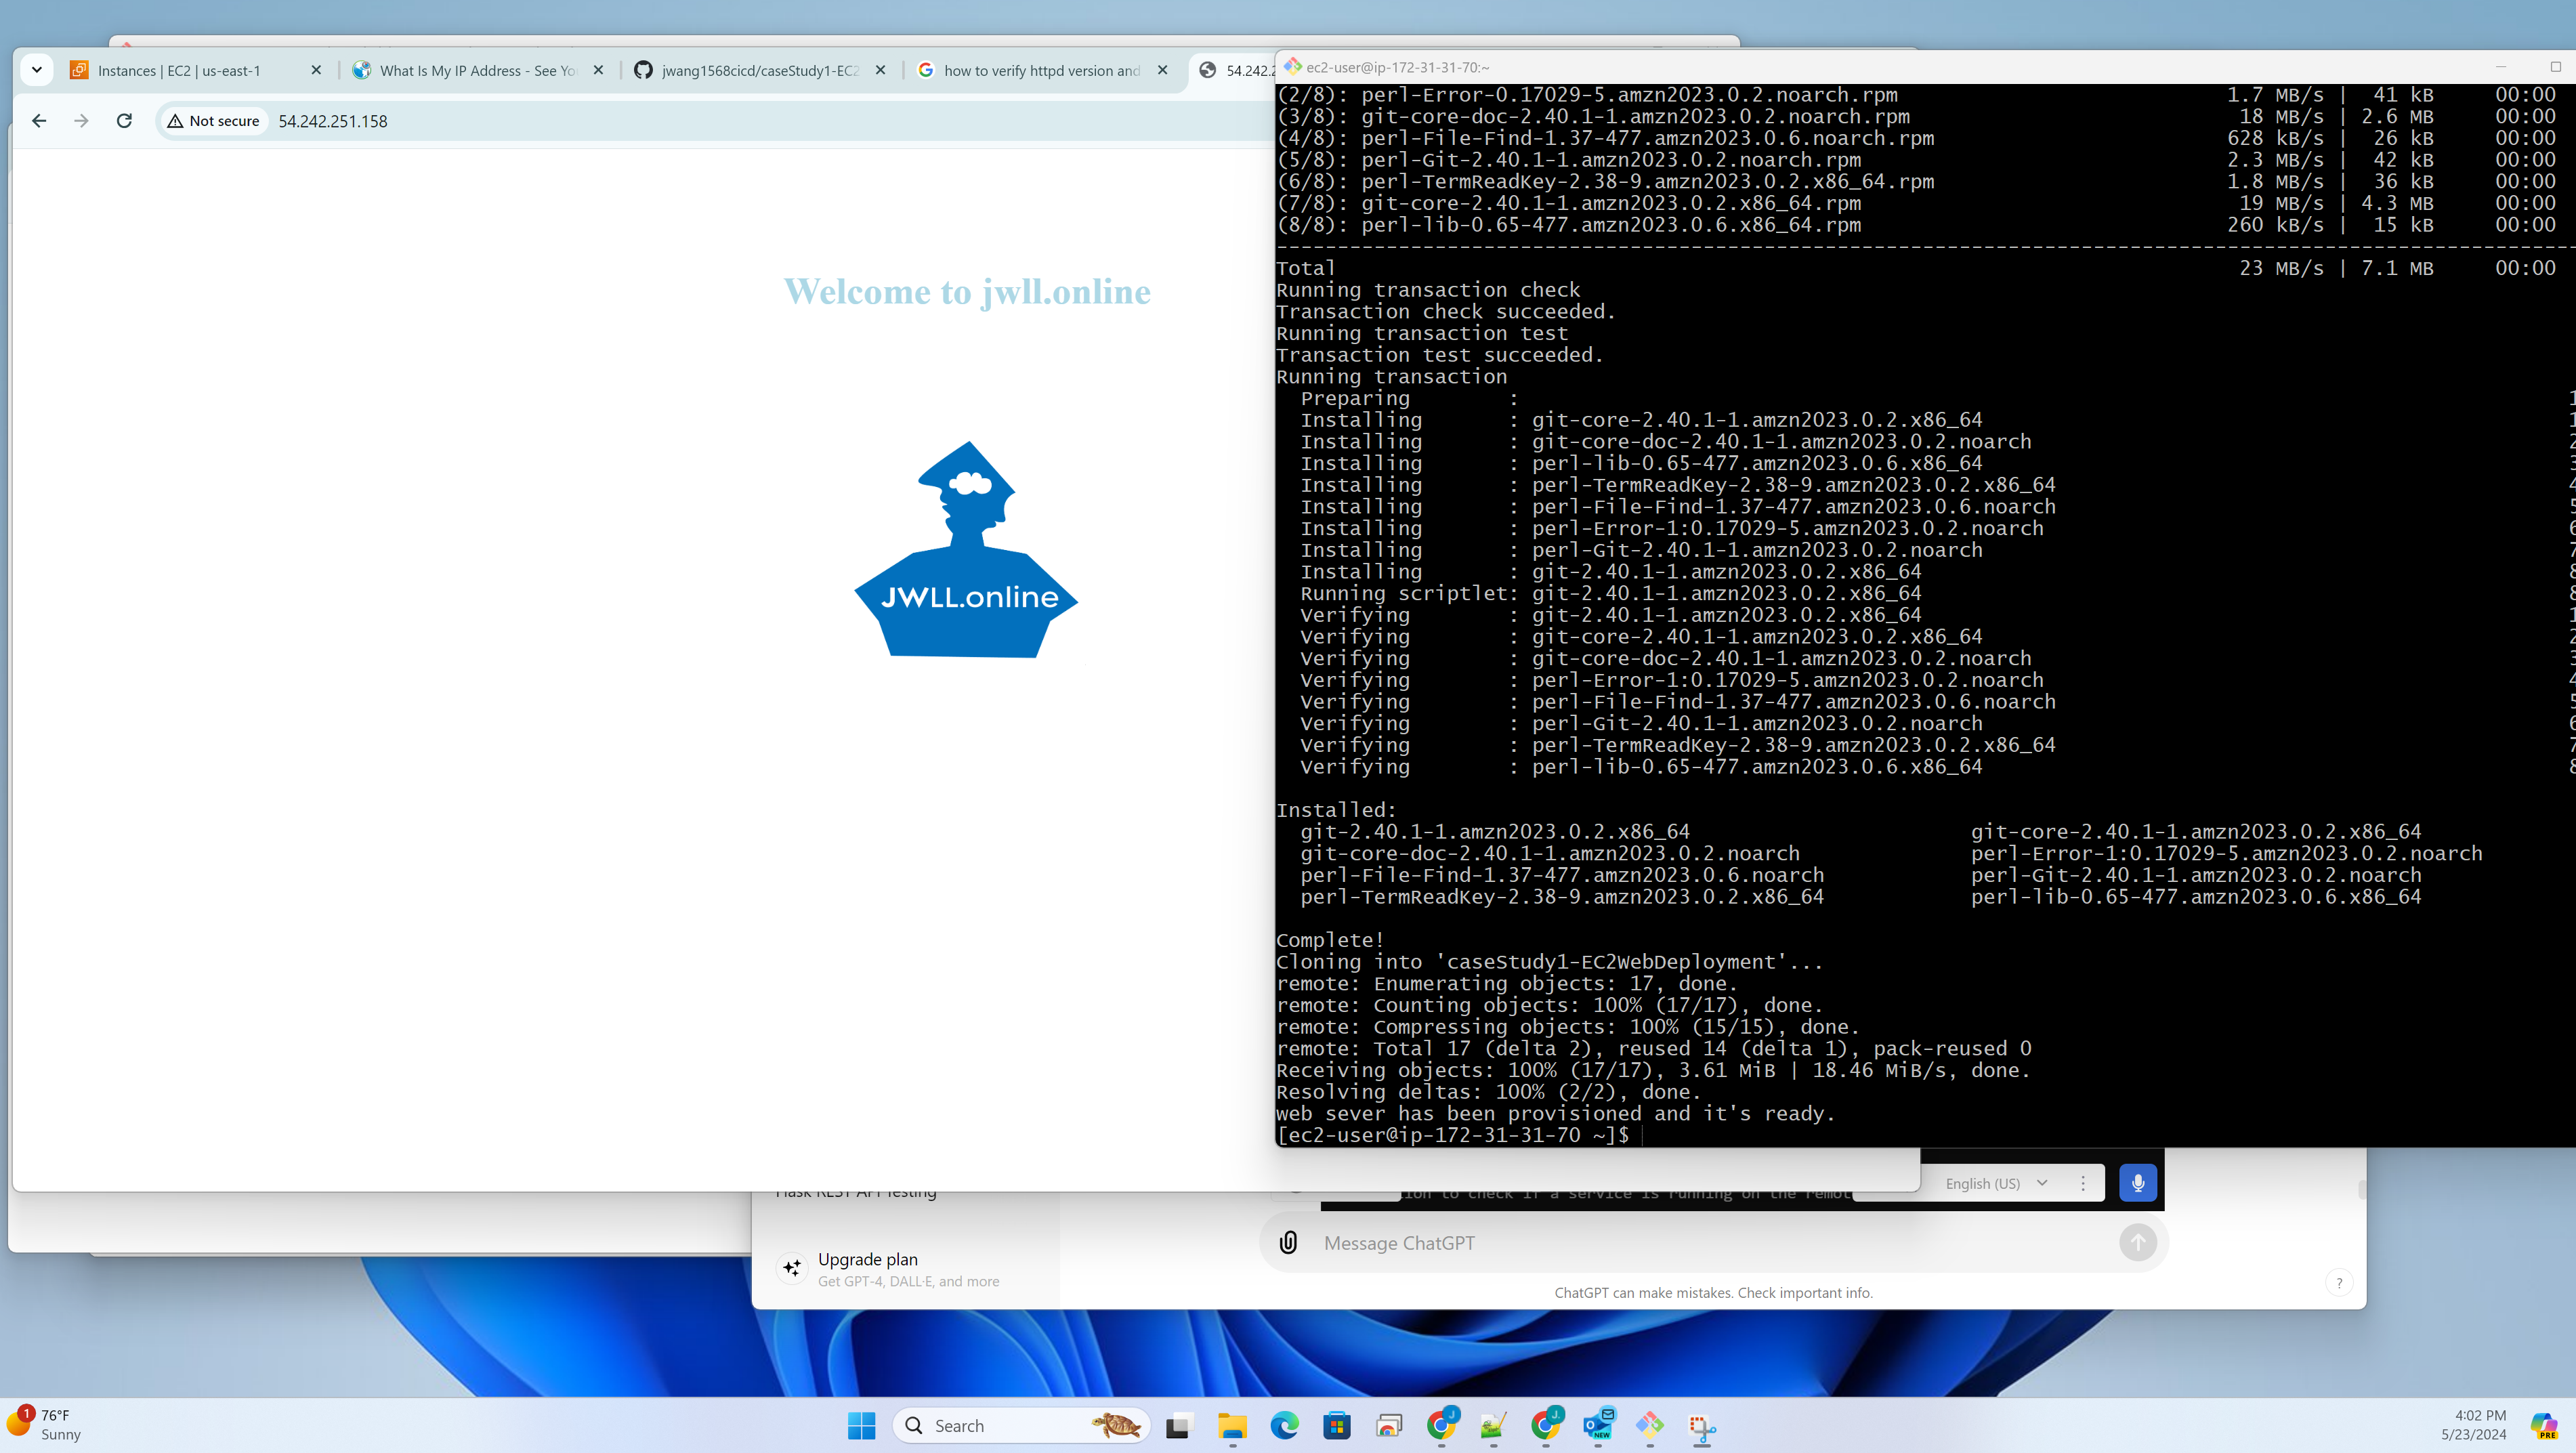 Instances | EC2 | us-east-1
What Is My IP Address - See Yo
jwang1568cicd/caseStudy1-EC2
how to verify httpd version and
54.242.2
Not secure
54.242.251.158
Welcome to jwll.online
JWLL.online
ec2-user@ip-172-31-31-70:~
(2/8): perl-Error-0.17029-5.amzn2023.0.2.noarch.rpm 1.7 MB/s | 41 kB 00:00
(3/8): git-core-doc-2.40.1-1.amzn2023.0.2.noarch.rpm 18 MB/s | 2.6 MB 00:00
(4/8): perl-File-Find-1.37-477.amzn2023.0.6.noarch.rpm 628 kB/s | 26 kB 00:00
(5/8): perl-Git-2.40.1-1.amzn2023.0.2.noarch.rpm 2.3 MB/s | 42 kB 00:00
(6/8): perl-TermReadKey-2.38-9.amzn2023.0.2.x86_64.rpm 1.8 MB/s | 36 kB 00:00
(7/8): git-core-2.40.1-1.amzn2023.0.2.x86_64.rpm 19 MB/s | 4.3 MB 00:00
(8/8): perl-lib-0.65-477.amzn2023.0.6.x86_64.rpm 260 kB/s | 15 kB 00:00
--------------------------------------------------------------------------------
Total 23 MB/s | 7.1 MB 00:00
Running transaction check
Transaction check succeeded.
Running transaction test
Transaction test succeeded.
Running transaction
Preparing : 1
Installing : git-core-2.40.1-1.amzn2023.0.2.x86_64 1
Installing : git-core-doc-2.40.1-1.amzn2023.0.2.noarch 2
Installing : perl-lib-0.65-477.amzn2023.0.6.x86_64 3
Installing : perl-TermReadKey-2.38-9.amzn2023.0.2.x86_64 4
Installing : perl-File-Find-1.37-477.amzn2023.0.6.noarch 5
Installing : perl-Error-1:0.17029-5.amzn2023.0.2.noarch 6
Installing : perl-Git-2.40.1-1.amzn2023.0.2.noarch 7
Installing : git-2.40.1-1.amzn2023.0.2.x86_64 8
Running scriptlet: git-2.40.1-1.amzn2023.0.2.x86_64 8
Verifying : git-2.40.1-1.amzn2023.0.2.x86_64 1
Verifying : git-core-2.40.1-1.amzn2023.0.2.x86_64 2
Verifying : git-core-doc-2.40.1-1.amzn2023.0.2.noarch 3
Verifying : perl-Error-1:0.17029-5.amzn2023.0.2.noarch 4
Verifying : perl-File-Find-1.37-477.amzn2023.0.6.noarch 5
Verifying : perl-Git-2.40.1-1.amzn2023.0.2.noarch 6
Verifying : perl-TermReadKey-2.38-9.amzn2023.0.2.x86_64 7
Verifying : perl-lib-0.65-477.amzn2023.0.6.x86_64 8
Installed:
git-2.40.1-1.amzn2023.0.2.x86_64 git-core-2.40.1-1.amzn2023.0.2.x86_64
git-core-doc-2.40.1-1.amzn2023.0.2.noarch perl-Error-1:0.17029-5.amzn2023.0.2.noarch
perl-File-Find-1.37-477.amzn2023.0.6.noarch perl-Git-2.40.1-1.amzn2023.0.2.noarch
perl-TermReadKey-2.38-9.amzn2023.0.2.x86_64 perl-lib-0.65-477.amzn2023.0.6.x86_64
Complete!
Cloning into 'caseStudy1-EC2WebDeployment'...
remote: Enumerating objects: 17, done.
remote: Counting objects: 100% (17/17), done.
remote: Compressing objects: 100% (15/15), done.
remote: Total 17 (delta 2), reused 14 (delta 1), pack-reused 0
Receiving objects: 100% (17/17), 3.61 MiB | 18.46 MiB/s, done.
Resolving deltas: 100% (2/2), done.
web sever has been provisioned and it's ready.
[ec2-user@ip-172-31-31-70 ~]$
REST API Testing
to check if a service is running on the remot
English (US)
Upgrade plan
Get GPT-4, DALL·E, and more
Message ChatGPT
ChatGPT can make mistakes. Check important info.
?
1
76°F
Sunny
Search
J
J.
NEW
4:02 PM
5/23/2024
PRE